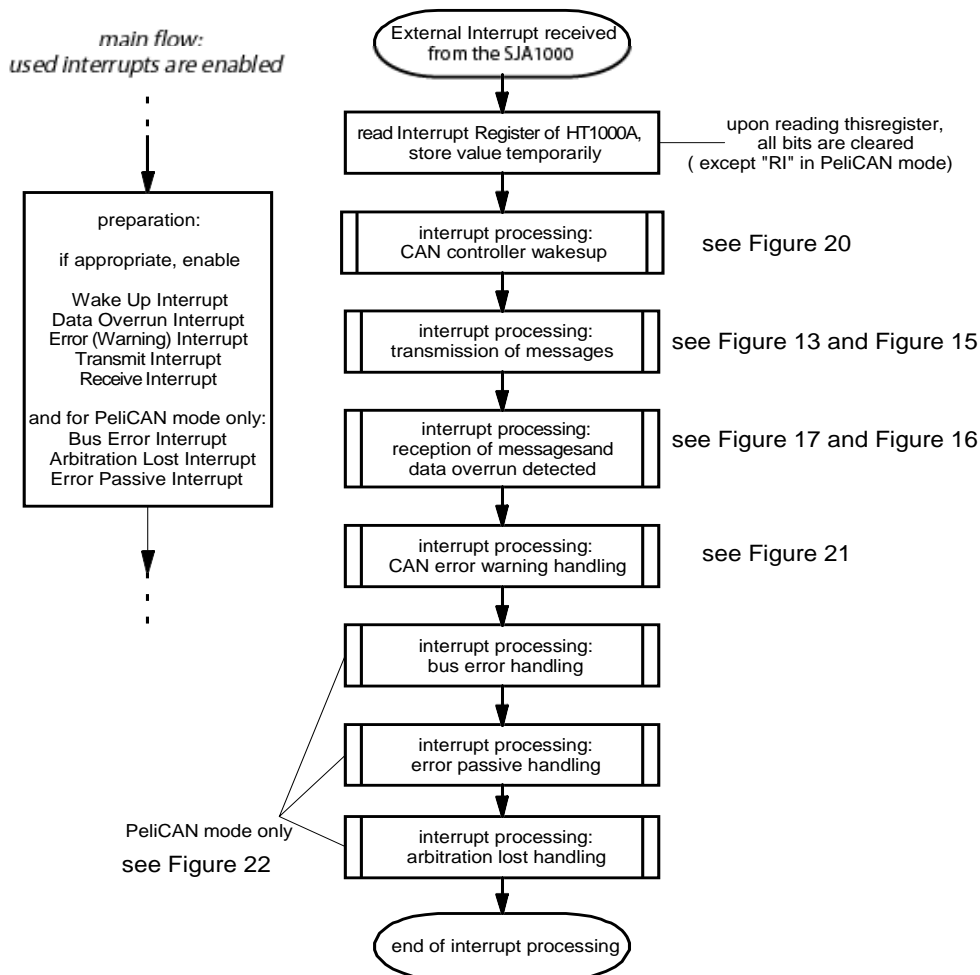 main flow:
used interrupts are enabled
preparation:
if appropriate, enable
Wake Up Interrupt
Data Overrun Interrupt
Error (Warning) Interrupt
Transmit Interrupt
Receive Interrupt
and for PeliCAN mode only:
Bus Error Interrupt
Arbitration Lost Interrupt
Error Passive Interrupt
External Interrupt received
from the SJA1000
read Interrupt Register of HT1000A,
store value temporarily
upon reading thisregister,
all bits are cleared
( except "RI" in PeliCAN mode)
interrupt processing:
CAN controller wakesup
see Figure 20
interrupt processing:
transmission of messages
see Figure 13 and Figure 15
interrupt processing:
reception of messagesand
data overrun detected
see Figure 17 and Figure 16
interrupt processing:
CAN error warning handling
see Figure 21
interrupt processing:
bus error handling
interrupt processing:
error passive handling
interrupt processing:
arbitration lost handling
PeliCAN mode only
see Figure 22
end of interrupt processing